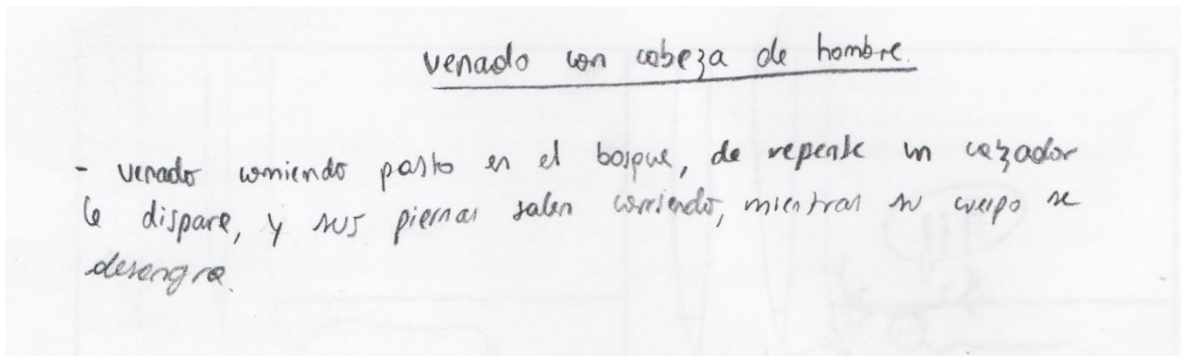 venado con cabeza de hombre.
- venado comiendo pasto en el bosque, de repente un cazador
le dispara, y sus piernas salen corriendo, mientras su cuerpo se
desangra.